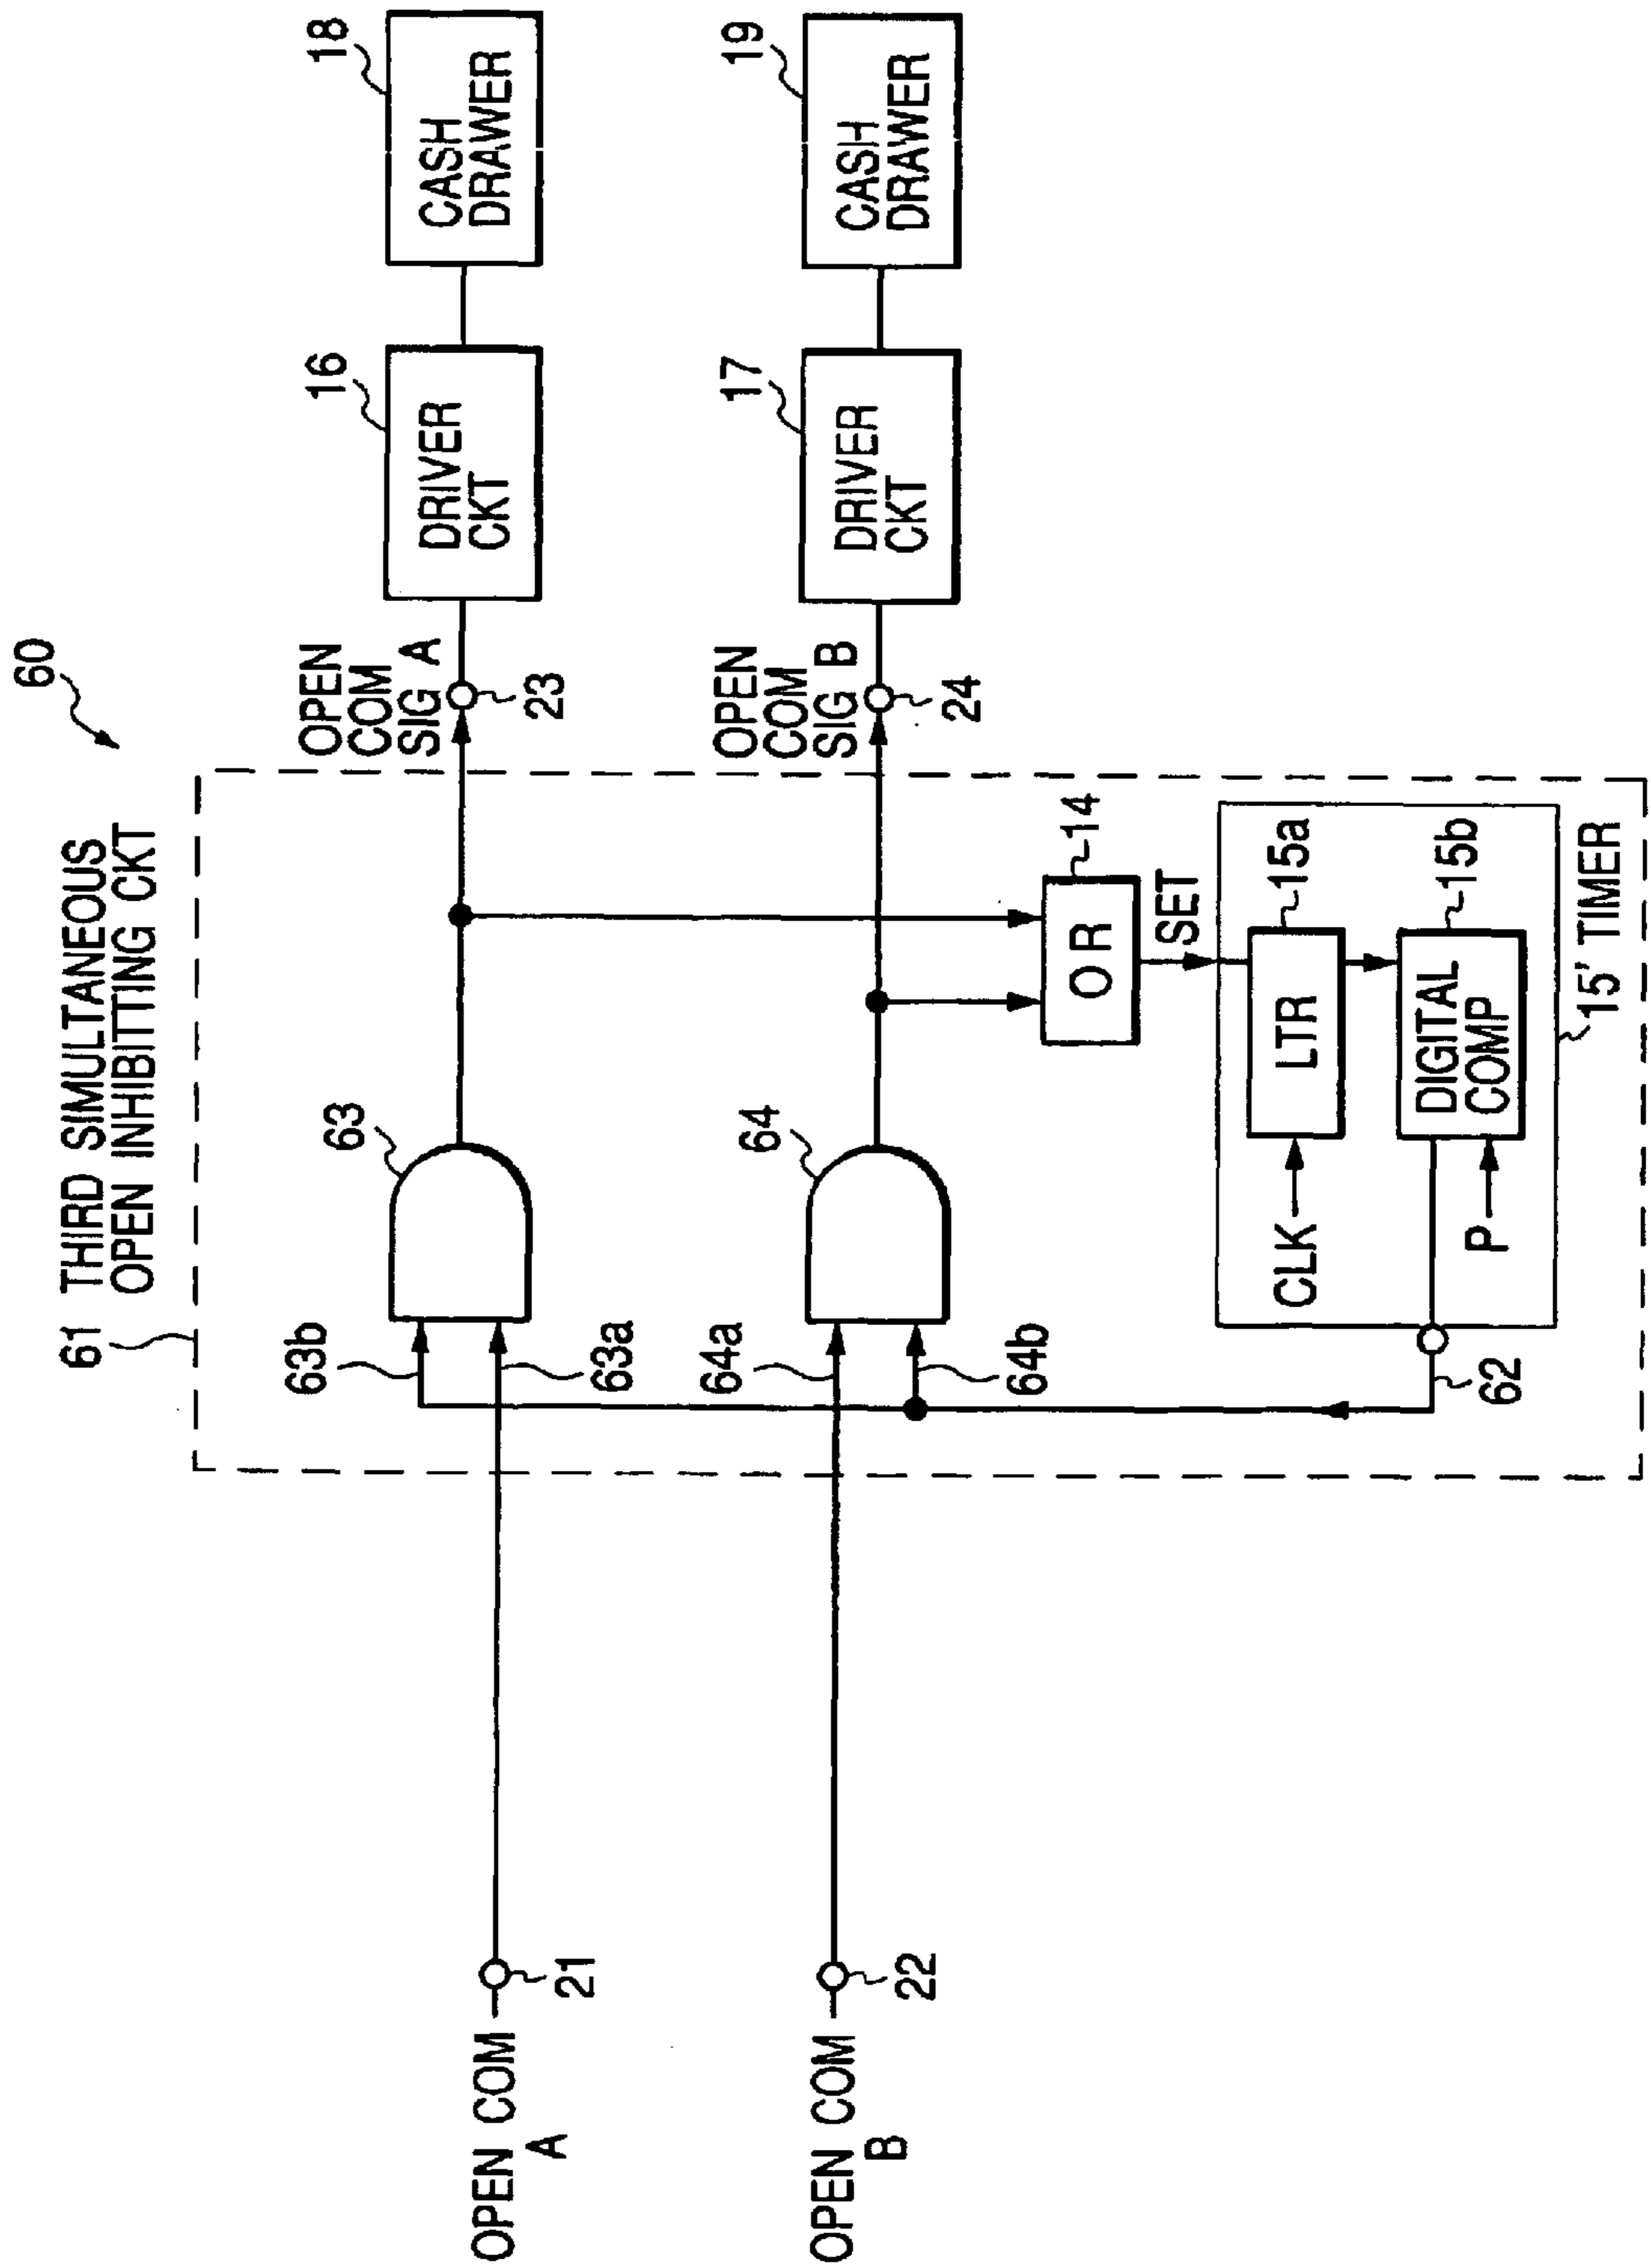 60
61 THIRD SIMULTANEOUS
OPEN INHIBITTING CKT
OPEN COM
A
21
63b
63a
63
OPEN
COM
SIG A
23
16
DRIVER
CKT
18
CASH
DRAWER
OPEN COM
B
22
64a
64b
64
OPEN
COM
SIG B
24
17
DRIVER
CKT
19
CASH
DRAWER
OR
14
SET
CLK
LTR
15a
P
DIGITAL
COMP
15b
62
15' TIMER